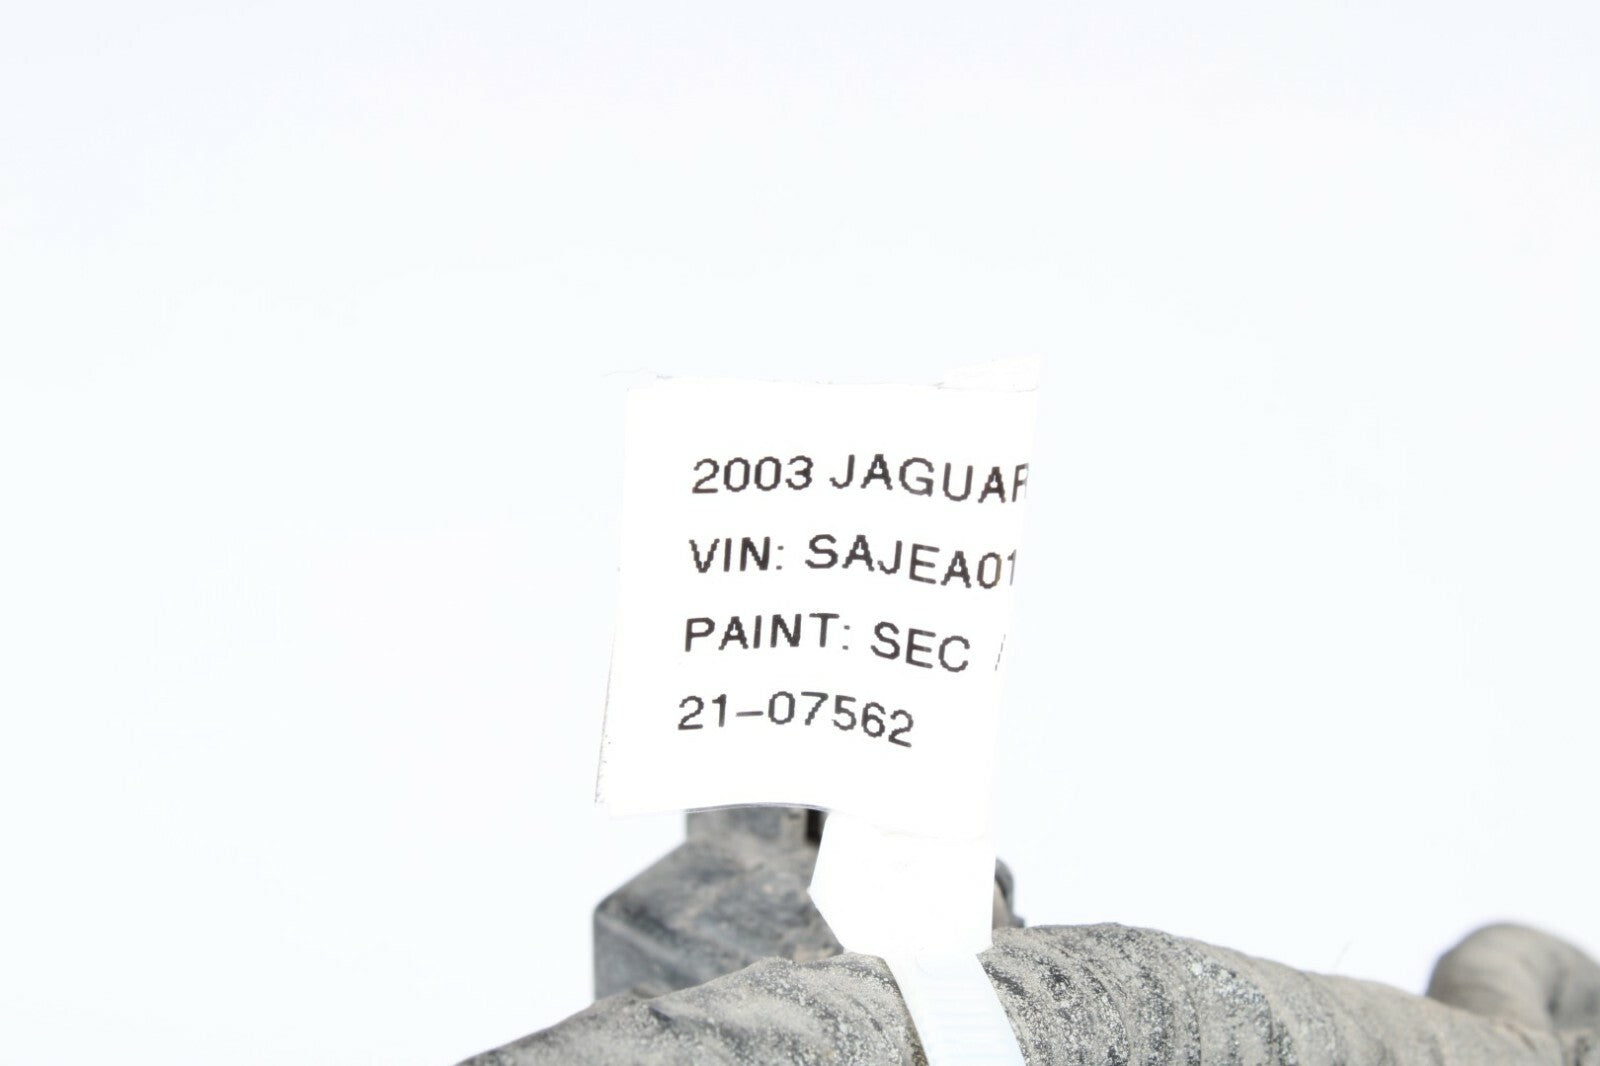 2003 JAGUAR
VIN: SAJEA01
PAINT: SEC
21-07562